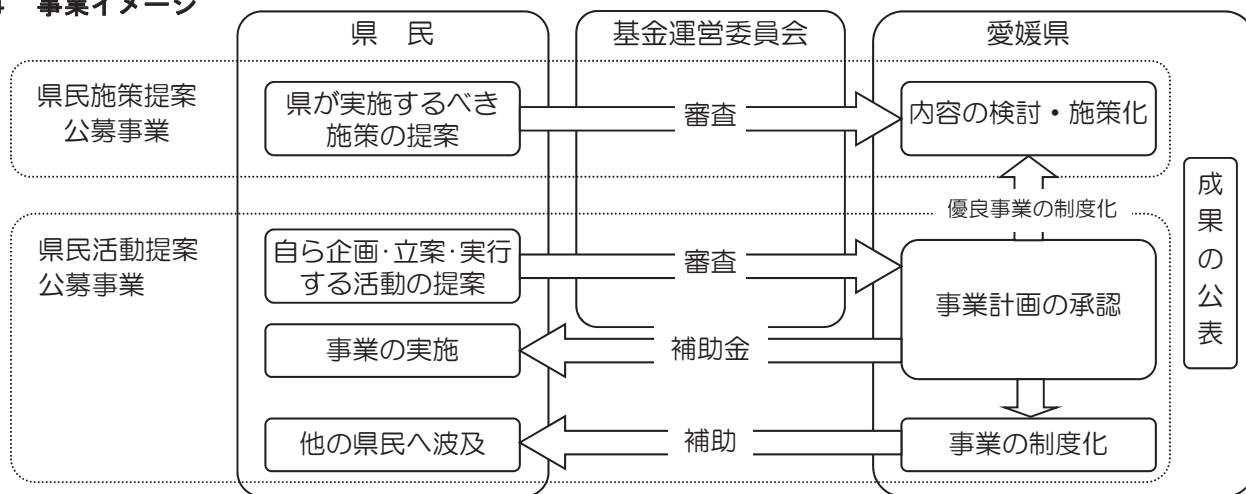 事業イメージ
県 民
基金運営委員会
愛媛県
県民施策提案
公募事業
県が実施するべき
施策の提案
審査
内容の検討・施策化
優良事業の制度化
県民活動提案
公募事業
自ら企画・立案・実行
する活動の提案
審査
事業計画の承認
事業の実施
補助金
他の県民へ波及
補助
事業の制度化
成果の公表